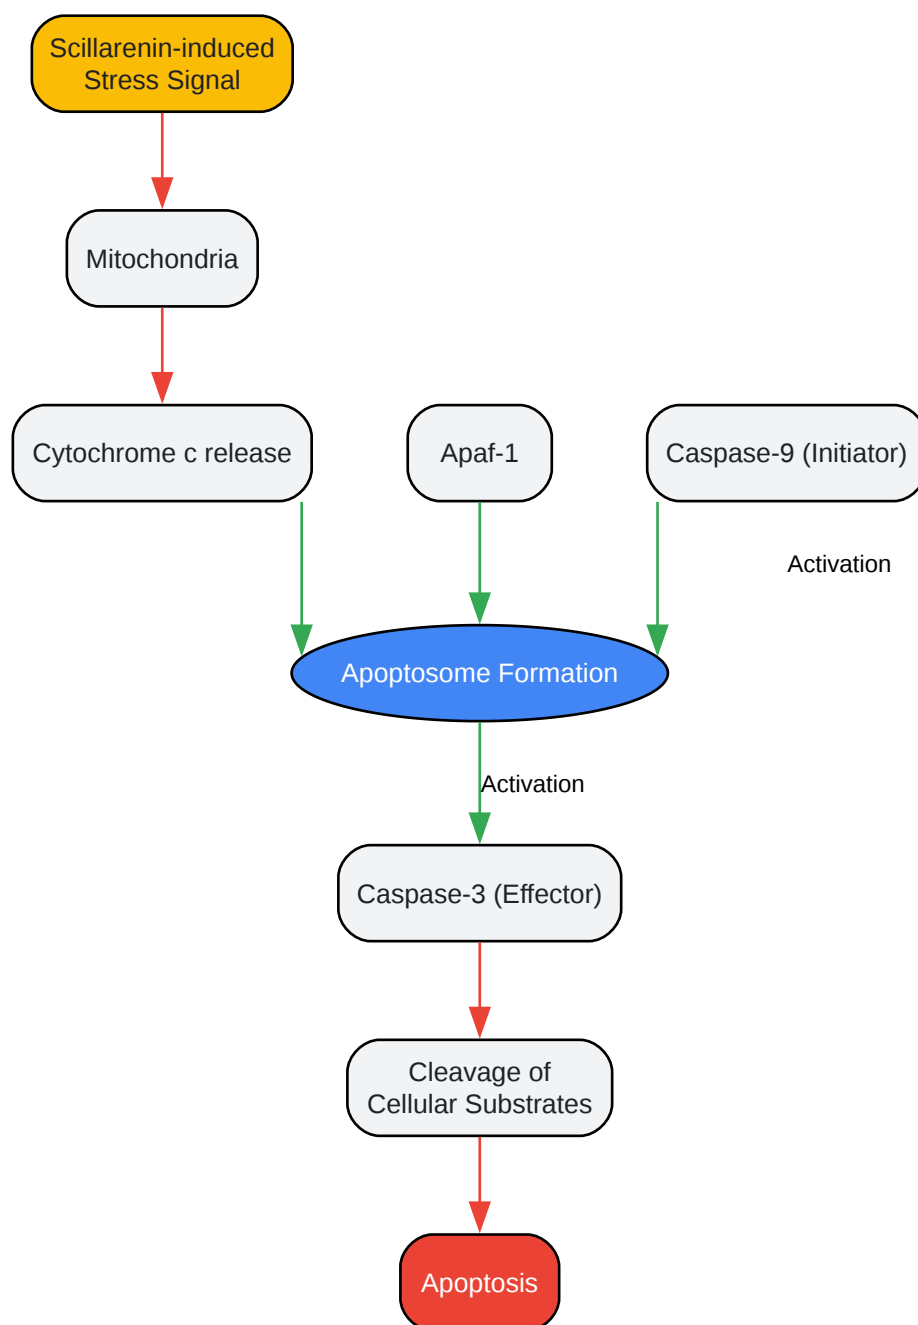 Scillarenin-induced
Stress Signal
Mitochondria
Cytochrome c release
Apaf-1
Caspase-9 (Initiator)
Activation
Apoptosome Formation
Activation
Caspase-3 (Effector)
Cleavage of
Cellular Substrates
Apoptosis